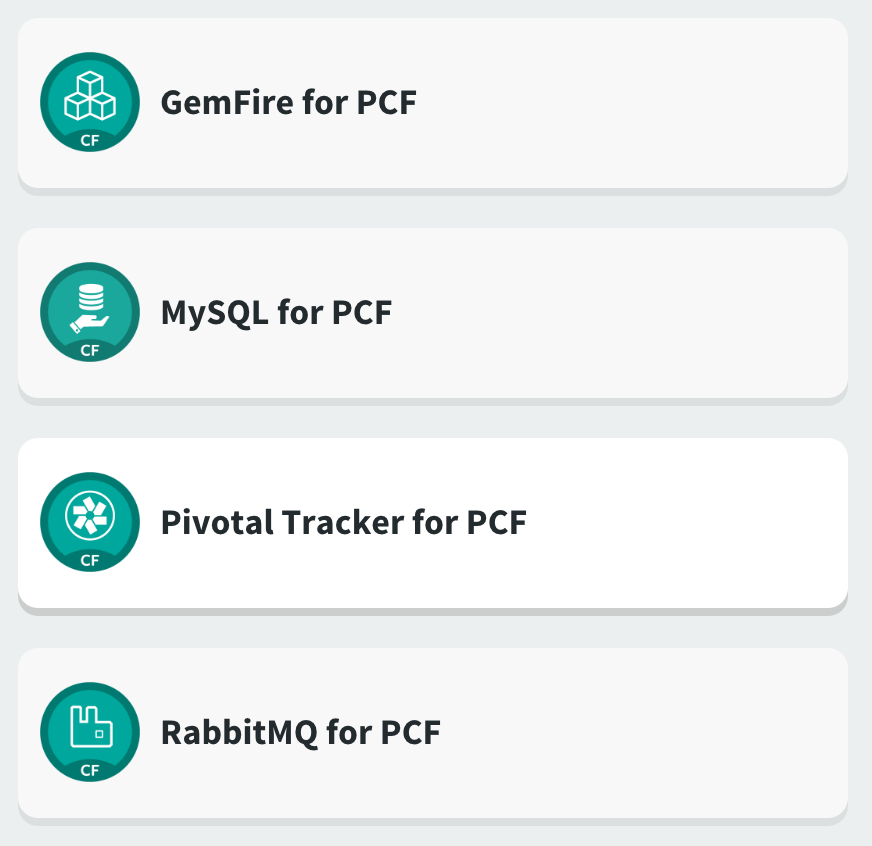 CF
GemFire for PCF
CF
MySQL for PCF
CF
Pivotal Tracker for PCF
CF
RabbitMQ for PCF